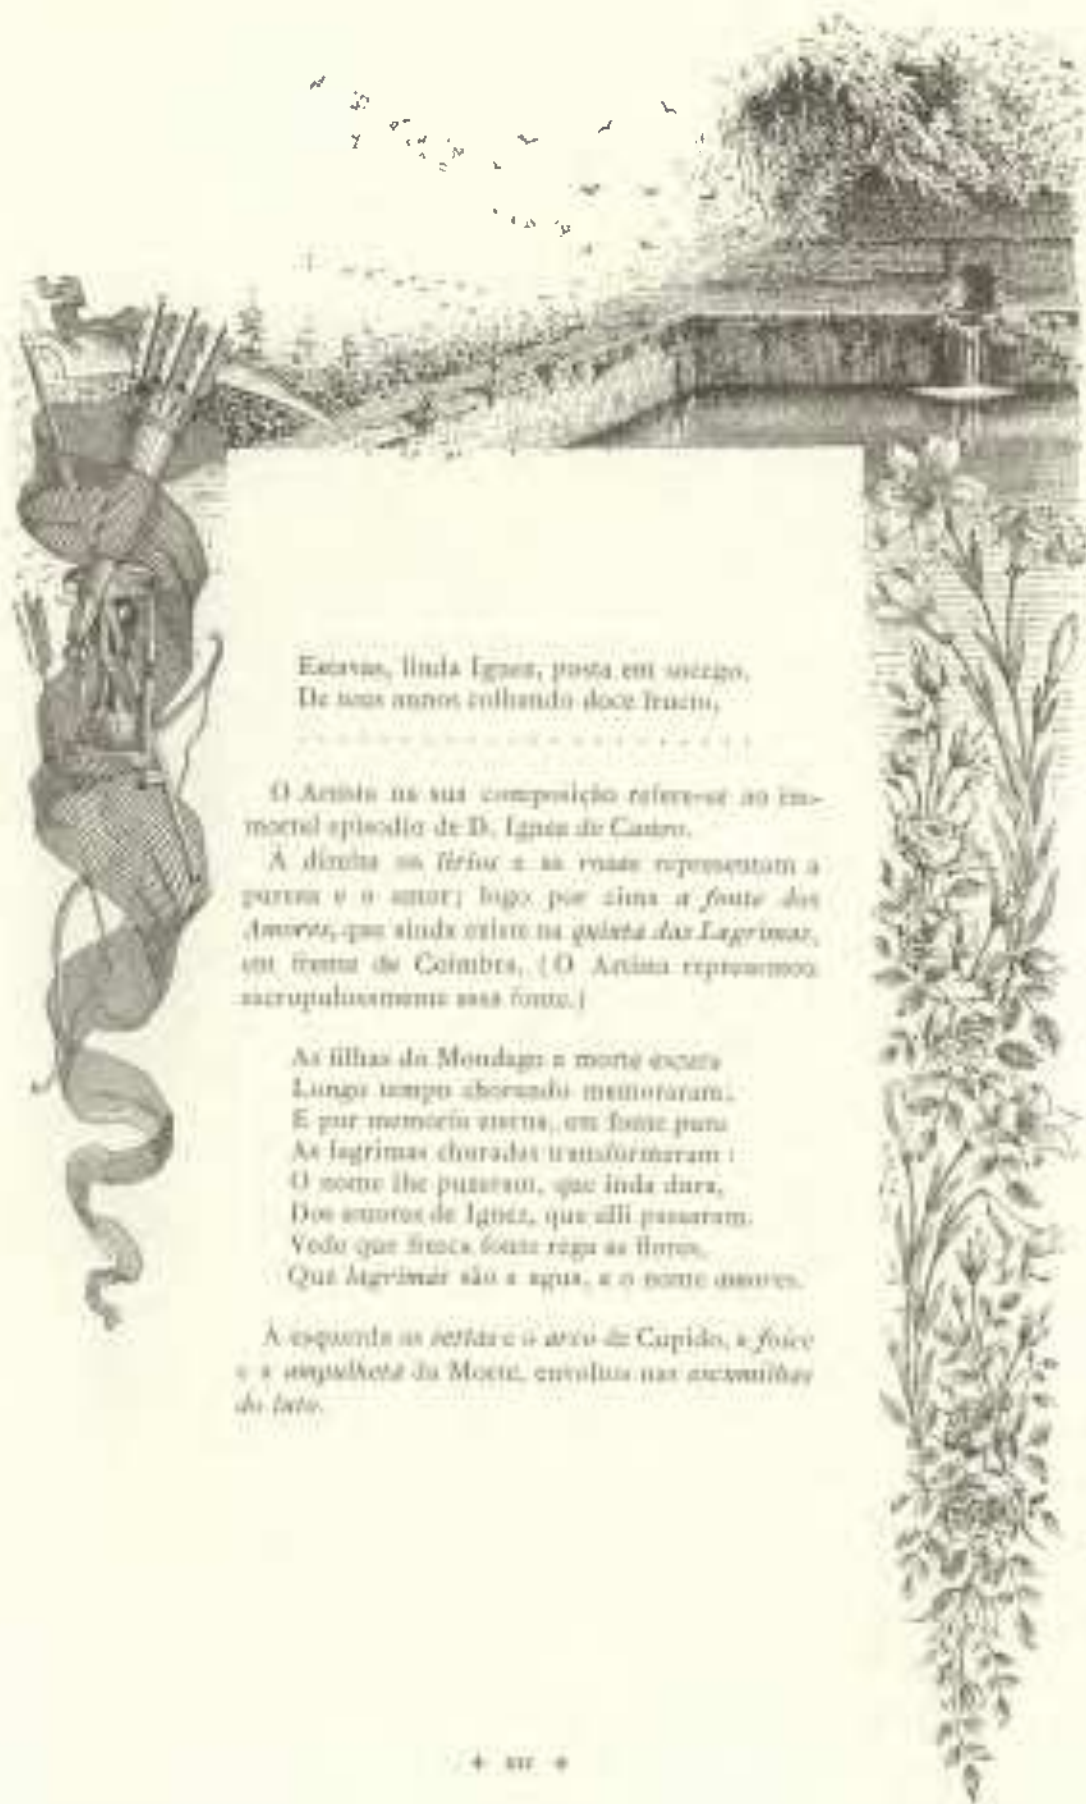 Estavas, linda Ignez, posta em socego,
De teus annos colhendo doce fructo,
O Artista na sua composição refere-se ao im-
mortal episodio de D. Ignez de Castro.
Á direita os lirios e as rosas representam a
pureza e o amor; logo por cima a fonte dos
Amores, que ainda existe na quinta das Lagrimas,
em frente de Coimbra. (O Artista representou
escrupulosamente essa fonte.)
As filhas do Mondego a morte escura
Longo tempo chorando memoraram;
E por memoria eterna, em fonte pura
As lagrimas choradas transformaram:
O nome lhe puzeram, que inda dura,
Dos amores de Ignez, que alli passaram.
Vede que fresca fonte rega as flores,
Que lagrimas são a agua, e o nome amores.
Á esquerda as settas e o arco de Cupido, a foice
e a ampulheta da Morte, envoltos nas escumilhas
do luto.